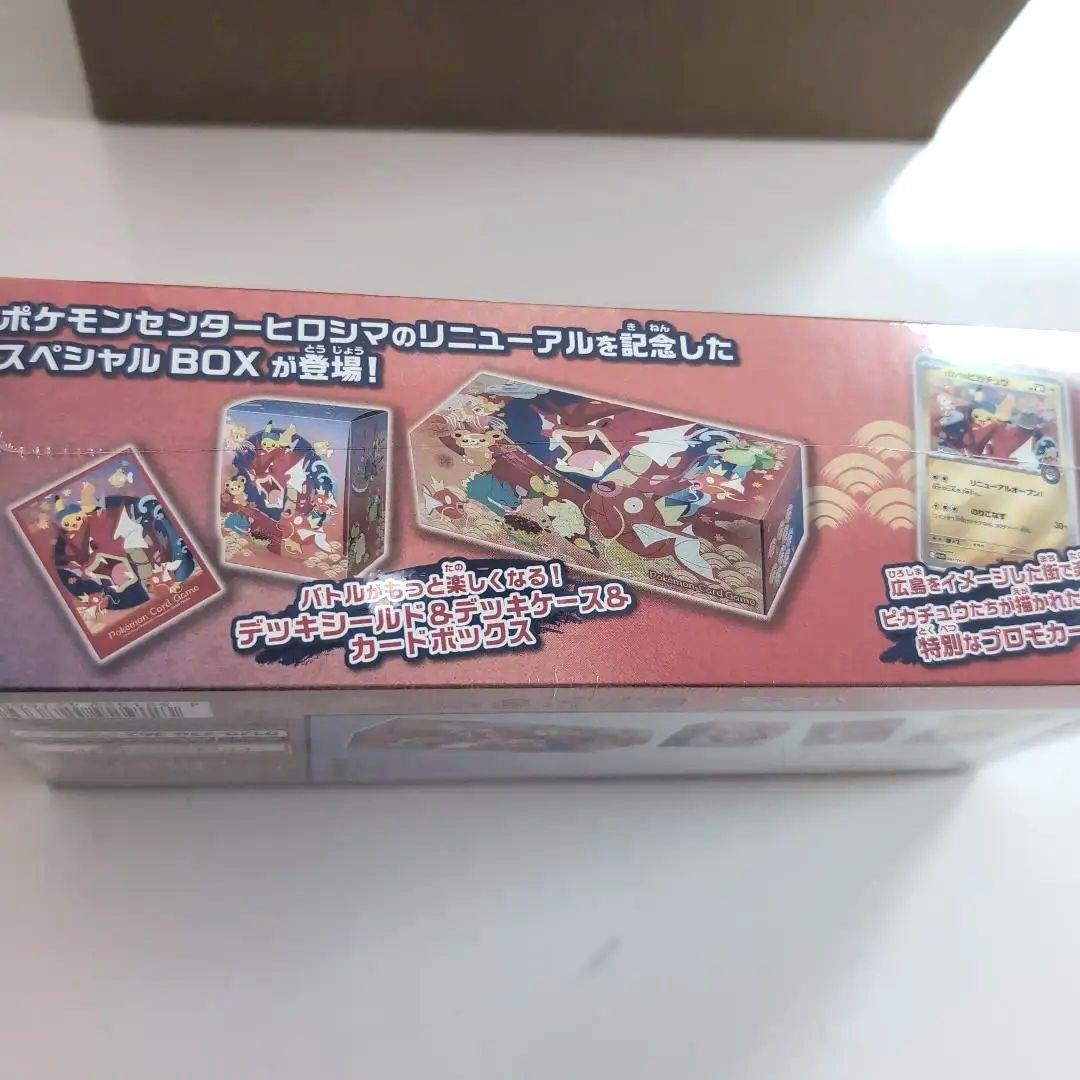 ポケモンセンターヒロシマのリニューアルを記念した
スペシャルBOXが登場!
バトルがもっと楽しくなる!
デッキシールド&デッキケース&
カードボックス
Pokémon Card Game
Pokémon Card Game
リニューアルオープン!
のりこなす
30
広島をイメージした街で
ピカチュウたちが描かれた
特別なプロモカー